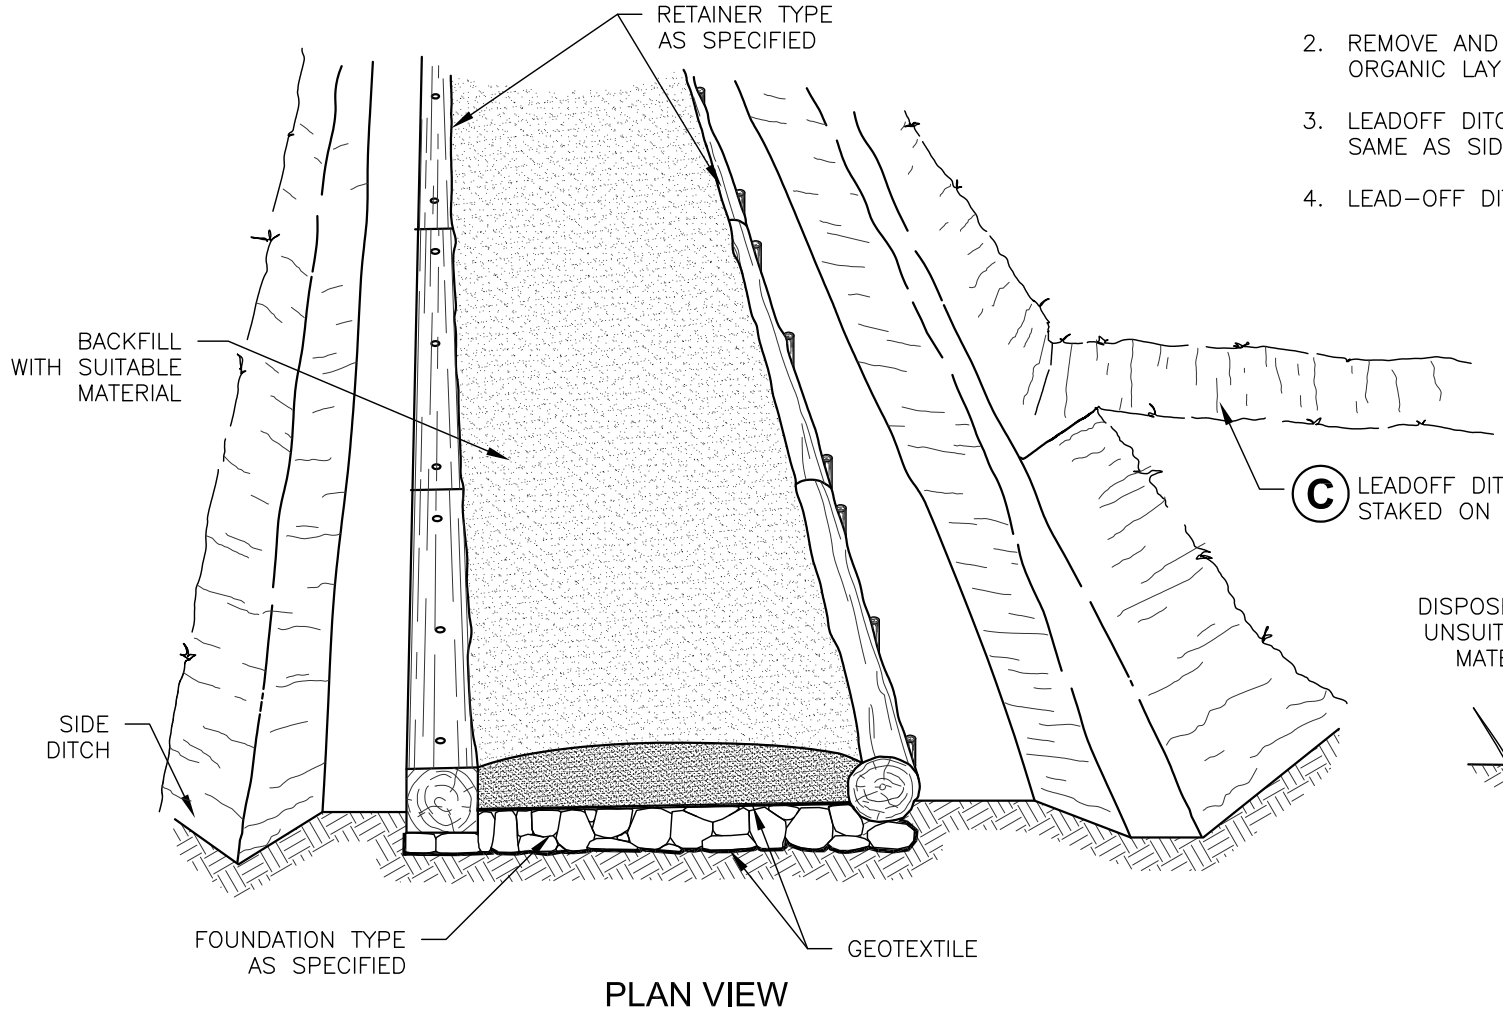 RETAINER TYPE
AS SPECIFIED
2. REMOVE AND
ORGANIC LAY
3. LEADOFF DITC
SAME AS SID
4. LEAD-OFF DI
BACKFILL
WITH SUITABLE
MATERIAL
C
LEADOFF DIT
STAKED ON
DISPOS
UNSUIT
MATE
SIDE
DITCH
FOUNDATION TYPE
AS SPECIFIED
GEOTEXTILE
PLAN VIEW